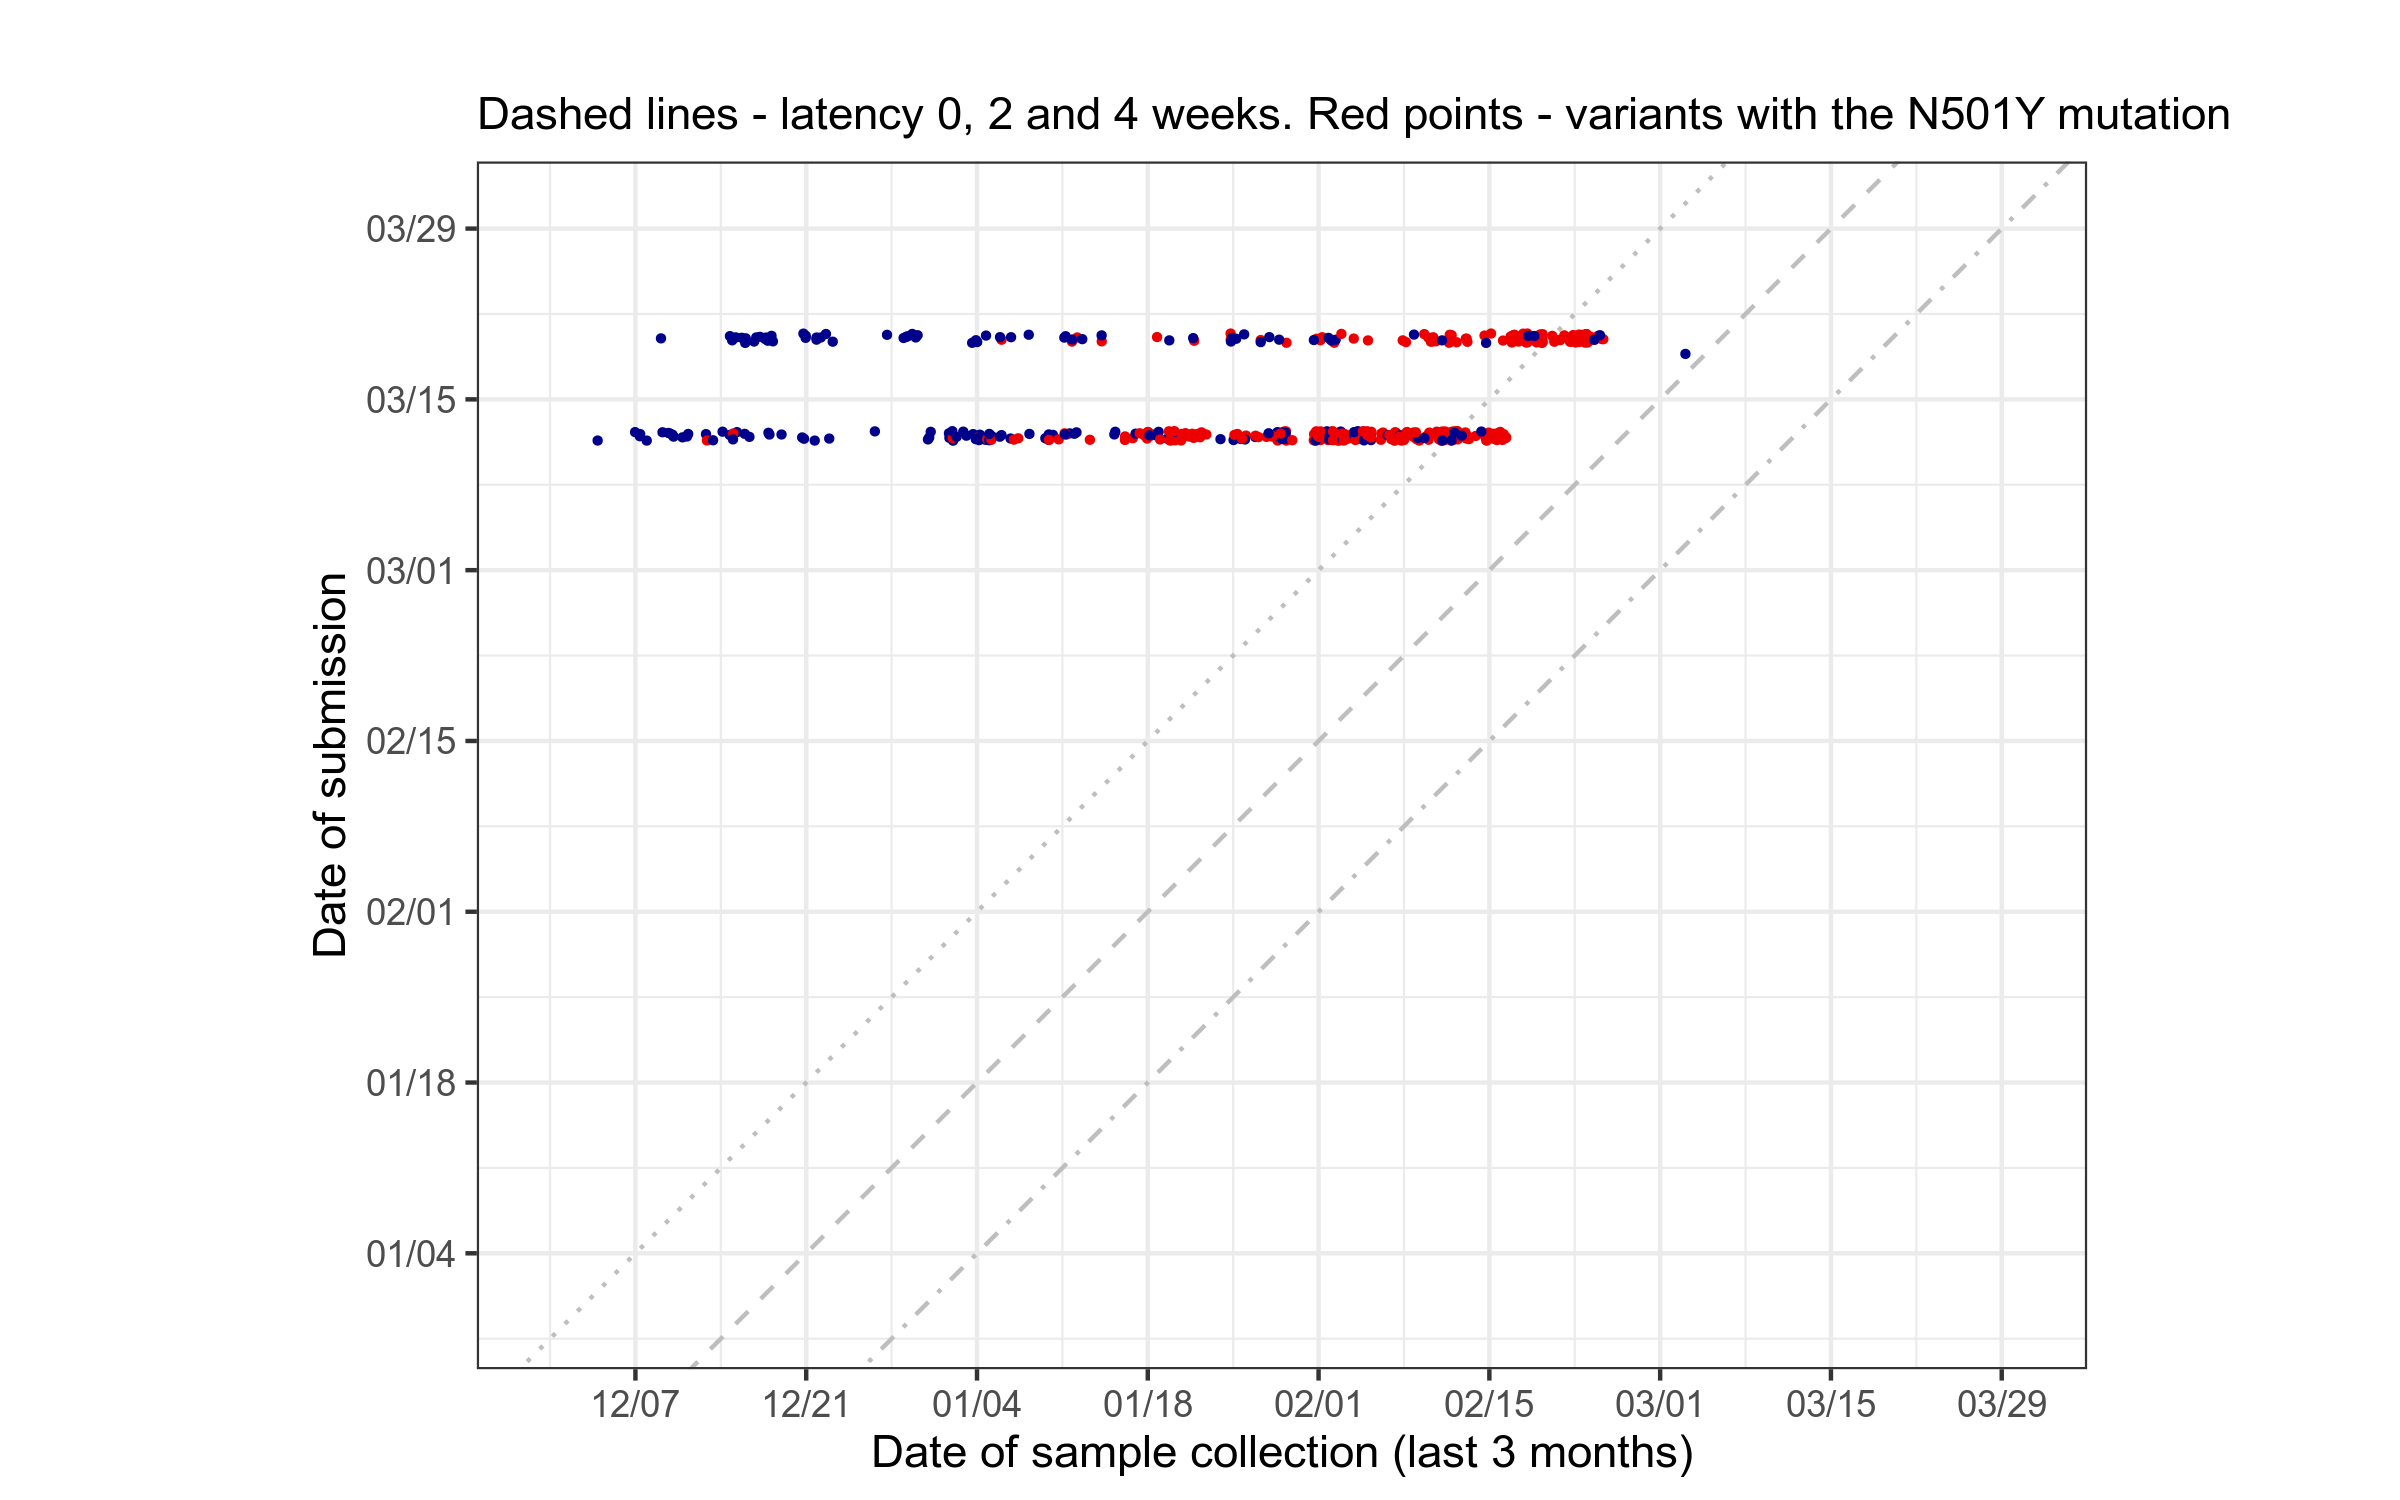 Dashed lines - latency 0, 2 and 4 weeks. Red points - variants with the N501Y mutation
Date of submission
03/29
03/15
03/01
02/15
02/01
01/18
01/04
12/07 12/21 01/04 01/18 02/01 02/15 03/01 03/15 03/29
Date of sample collection (last 3 months)